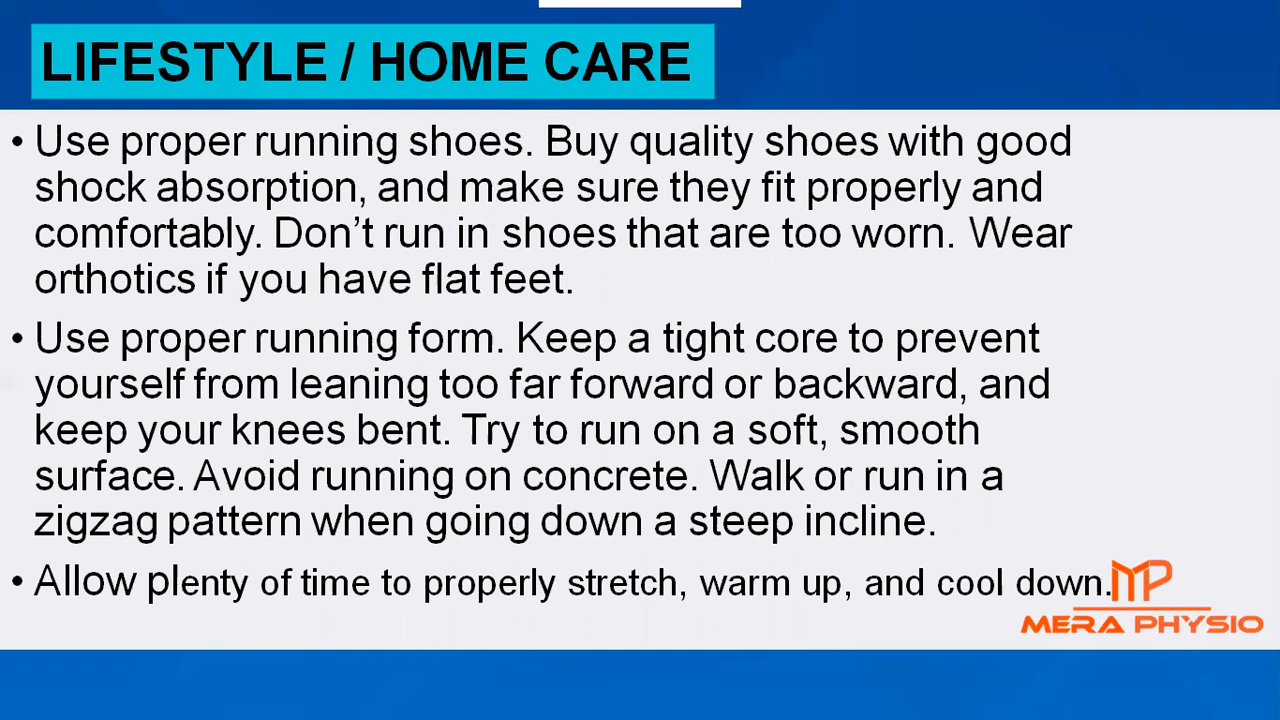 LIFESTYLE / HOME CARE
• Use proper running shoes. Buy quality shoes with good
shock absorption, and make sure they fit properly and
comfortably. Don’t run in shoes that are too worn. Wear
orthotics if you have flat feet.
• Use proper running form. Keep a tight core to prevent
yourself from leaning too far forward or backward, and
keep your knees bent. Try to run on a soft, smooth
surface. Avoid running on concrete. Walk or run in a
zigzag pattern when going down a steep incline.
• Allow plenty of time to properly stretch, warm up, and cool down.
MP
MERA PHYSIO